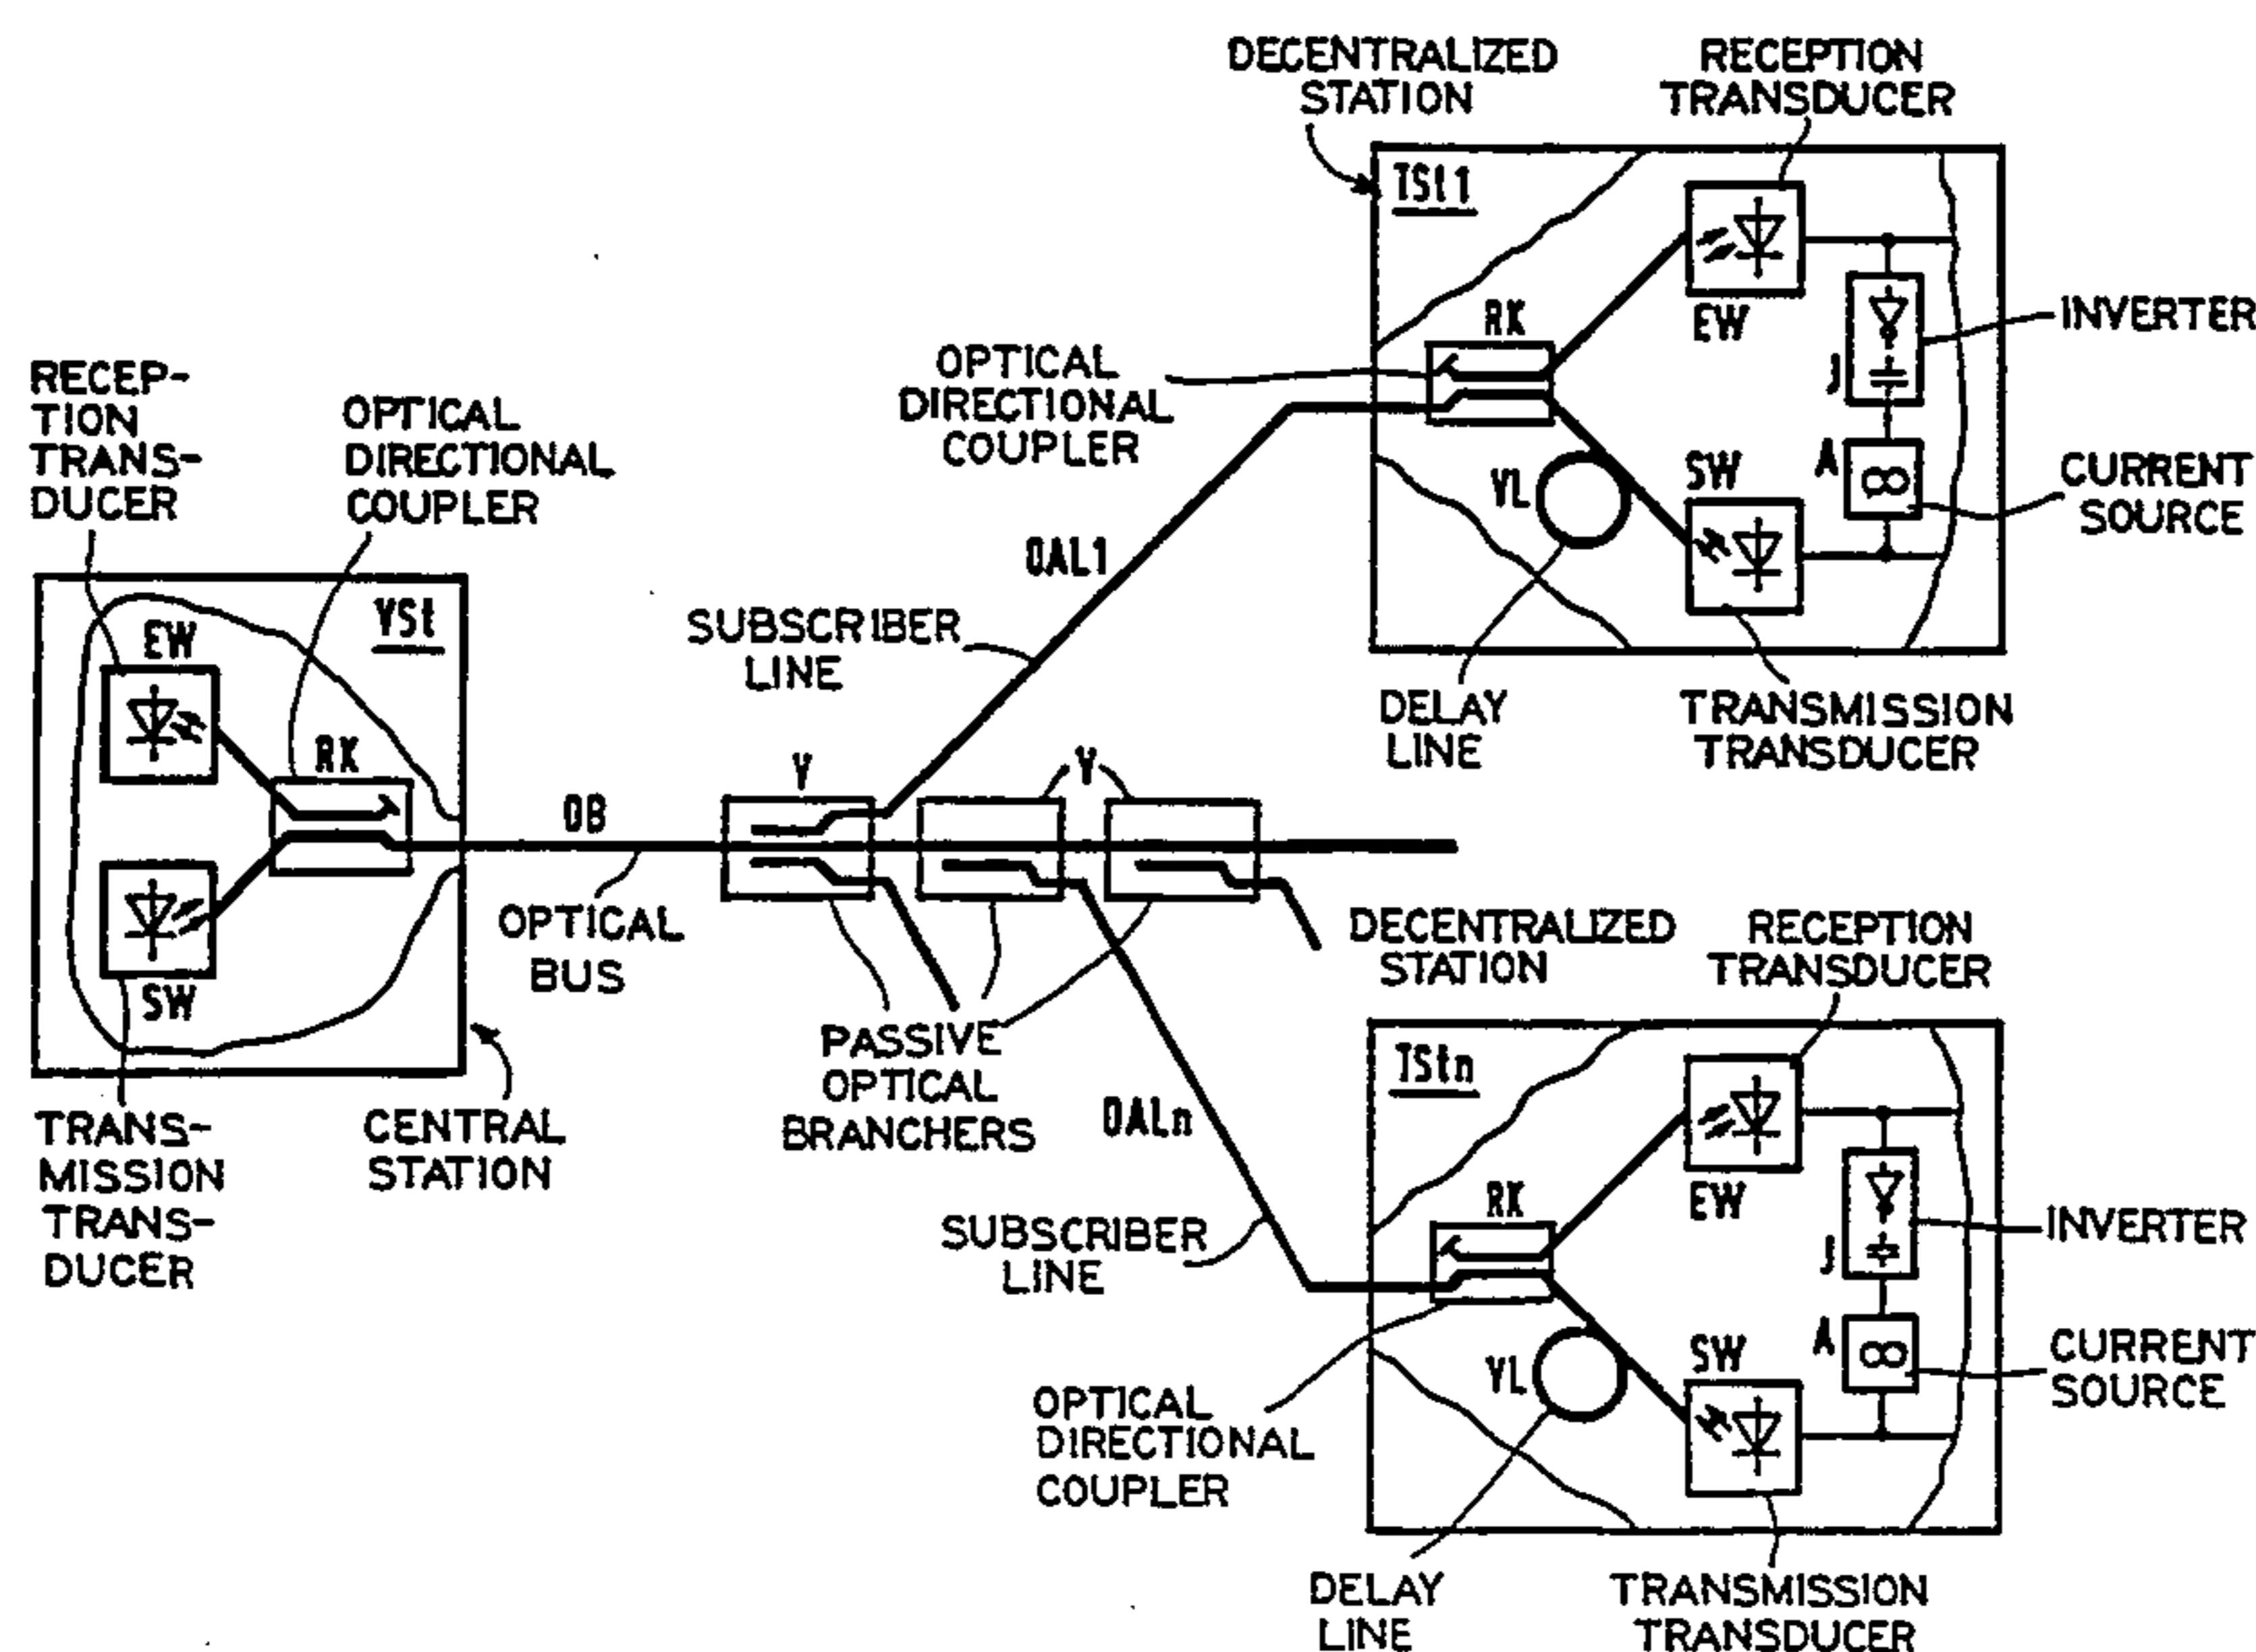 DECENTRALIZED
STATION
RECEPTION
TRANSDUCER
TSt1
RK
EW
INVERTER
J
OPTICAL
DIRECTIONAL
COUPLER
A
CURRENT
SOURCE
SW
VL
DELAY
LINE
TRANSMISSION
TRANSDUCER
RECEP-
TION
TRANS-
DUCER
OPTICAL
DIRECTIONAL
COUPLER
OAL1
SUBSCRIBER
LINE
VSt
EW
RK
SW
OB
OPTICAL
BUS
V
V
PASSIVE
OPTICAL
BRANCHERS
TRANS-
MISSION
TRANS-
DUCER
CENTRAL
STATION
DECENTRALIZED
STATION
RECEPTION
TRANSDUCER
TStn
OALn
SUBSCRIBER
LINE
RK
EW
J
INVERTER
A
CURRENT
SOURCE
SW
VL
OPTICAL
DIRECTIONAL
COUPLER
DELAY
LINE
TRANSMISSION
TRANSDUCER